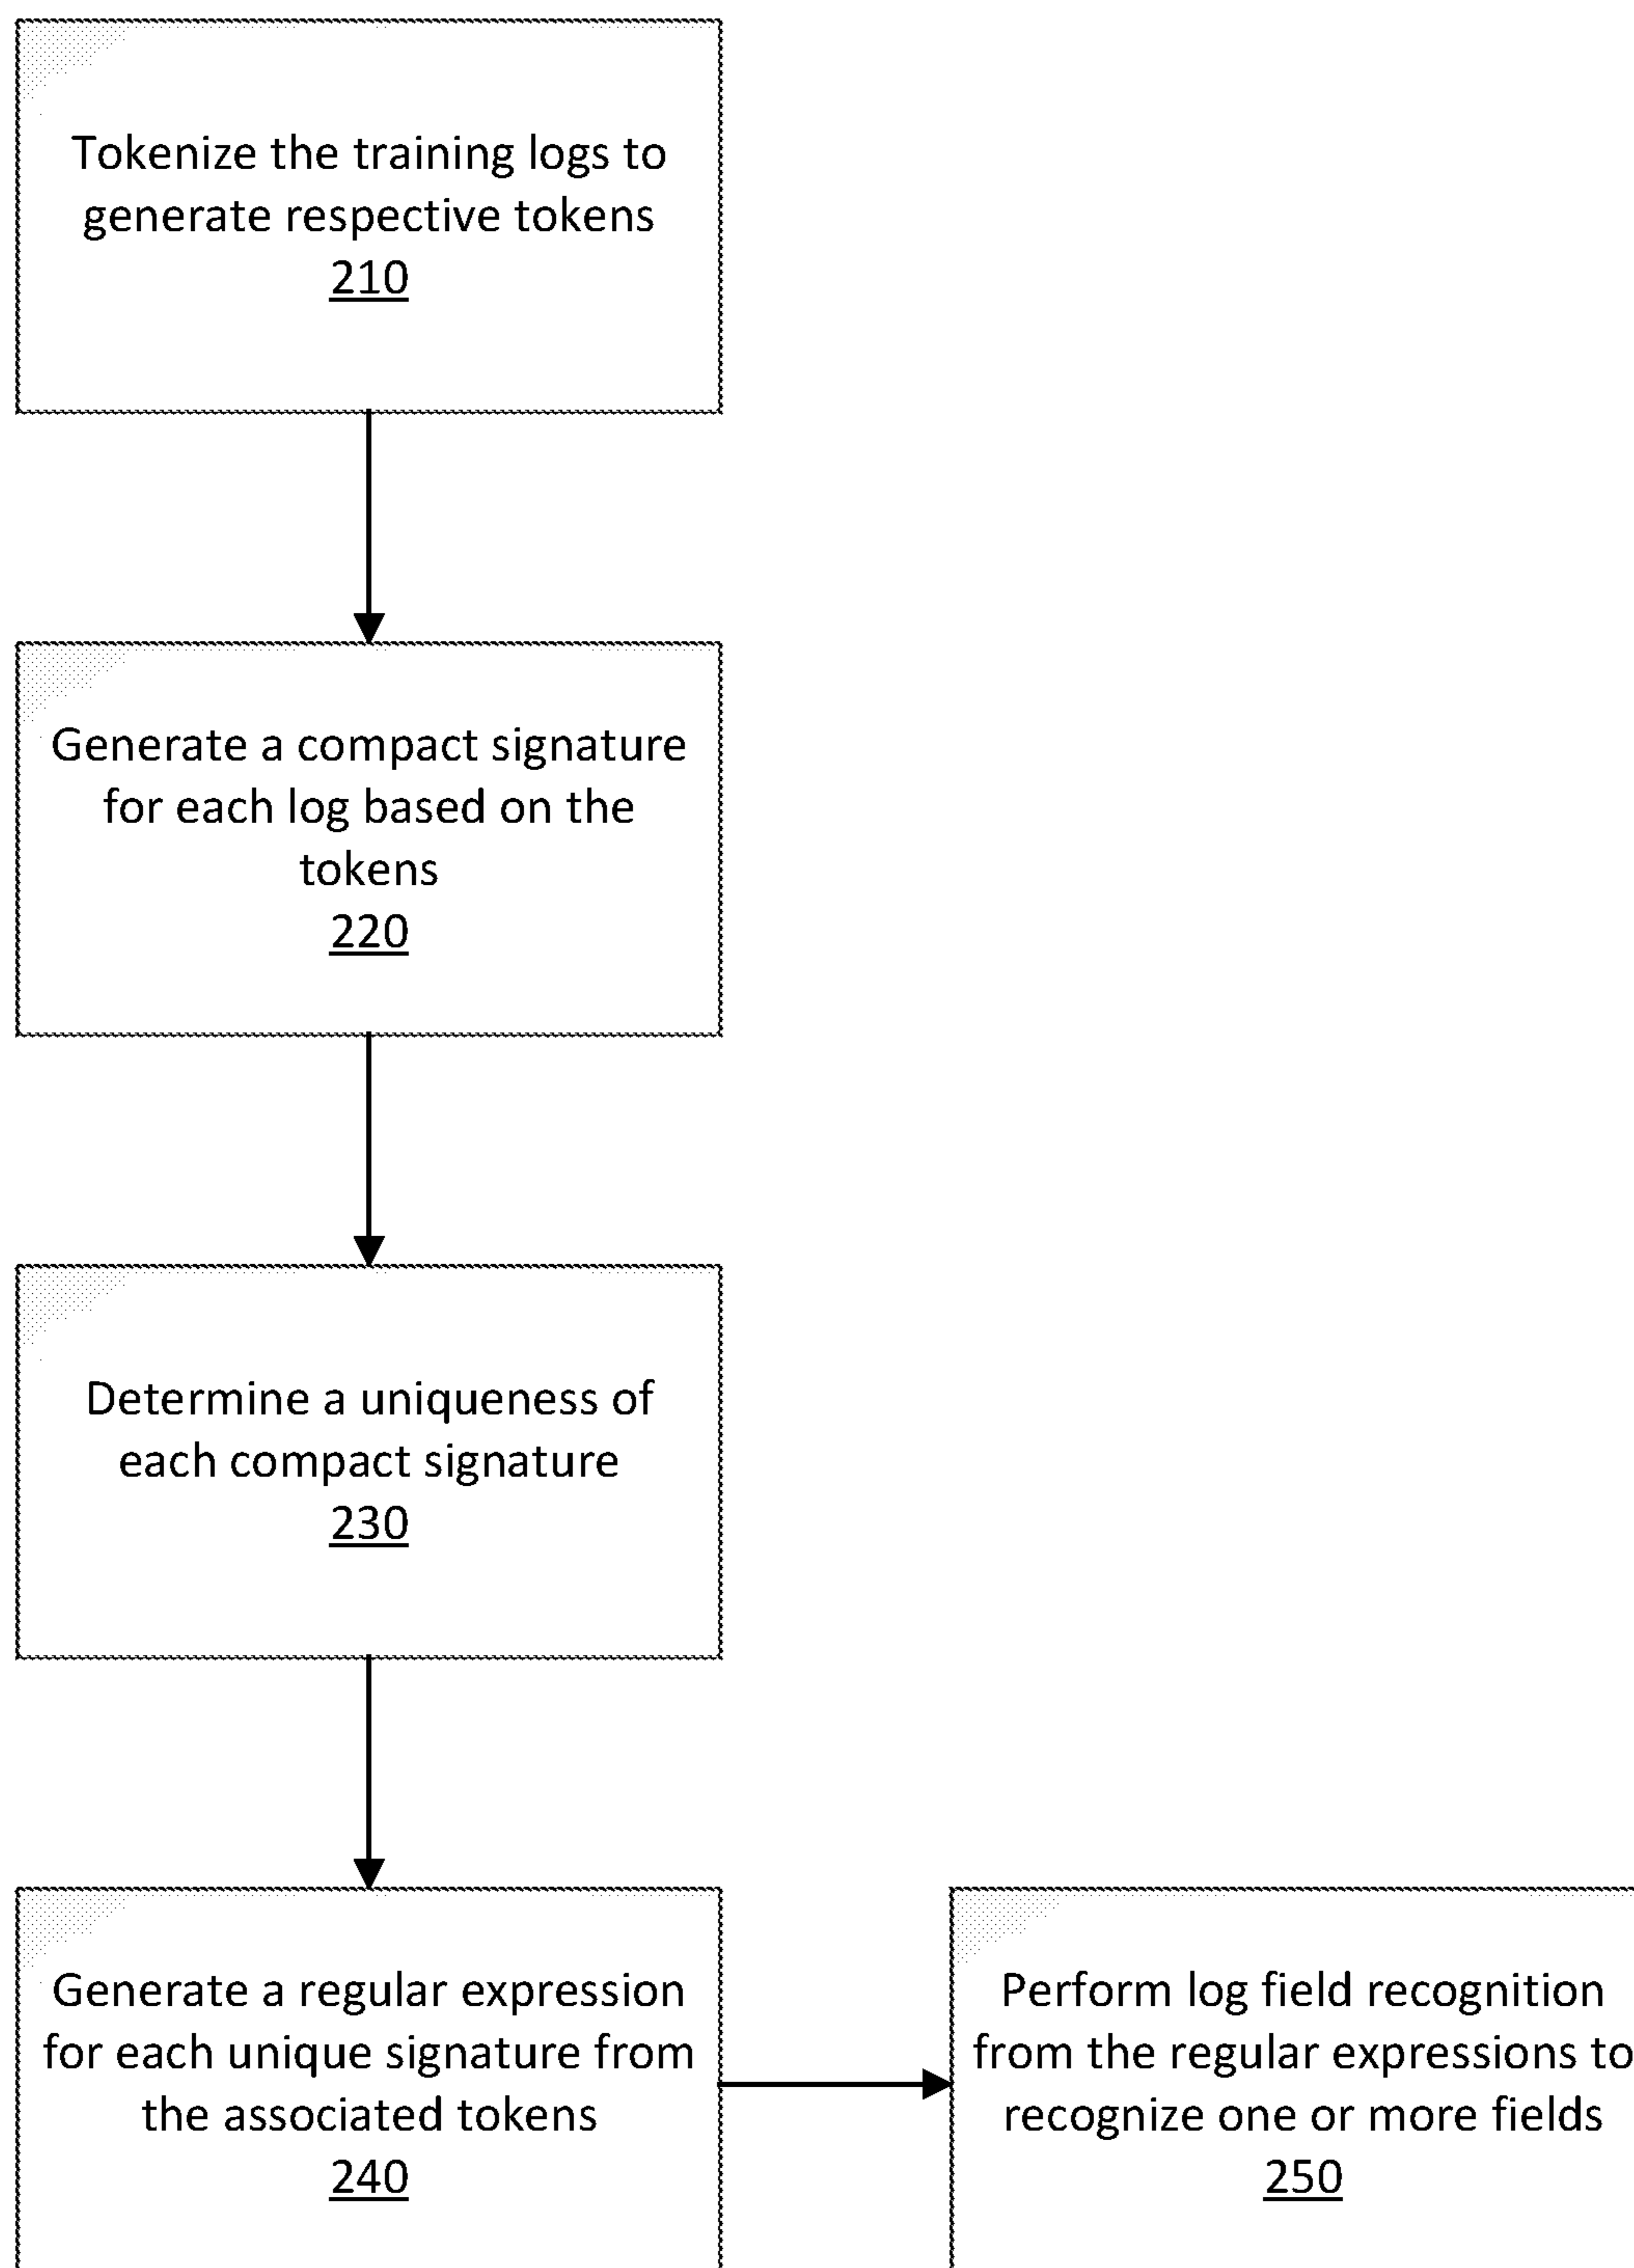 Tokenize the training logs to
generate respective tokens
210
Generate a compact signature
for each log based on the
tokens
220
Determine a uniqueness of
each compact signature
230
Generate a regular expression
for each unique signature from
the associated tokens
240
Perform log field recognition
from the regular expressions to
recognize one or more fields
250